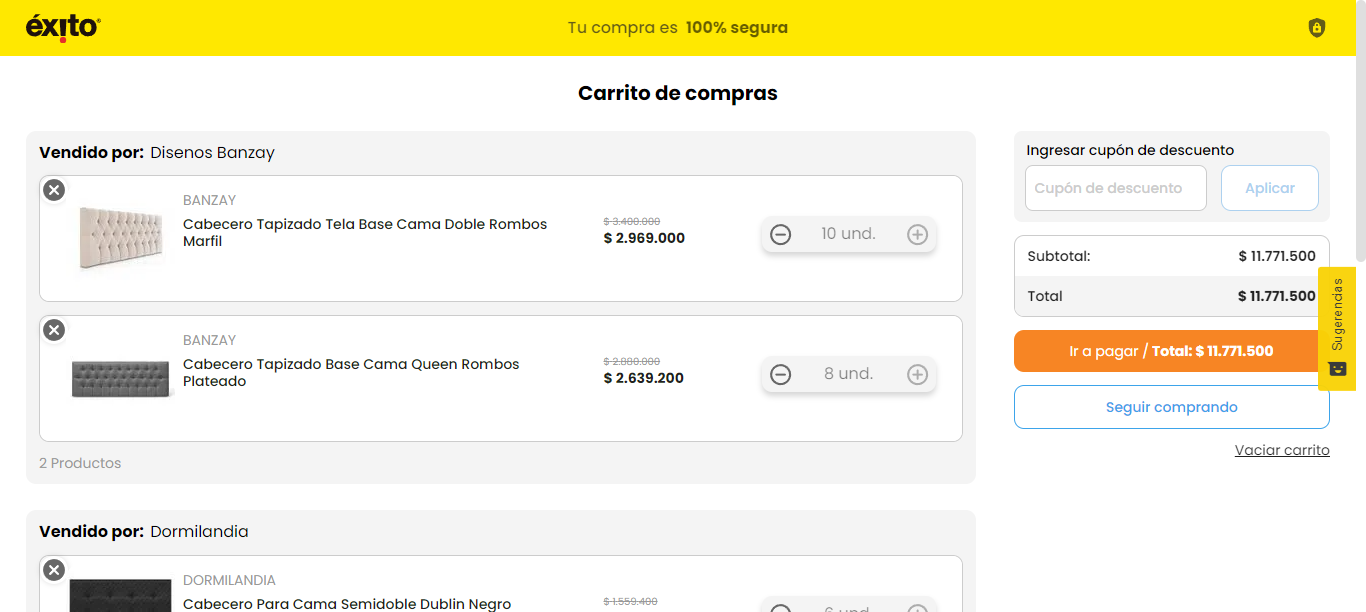 éxito
Tu compra es 100% segura
Carrito de compras
Vendido por: Disenos Banzay
BANZAY
Cabecero Tapizado Tela Base Cama Doble Rombos
Marfil
$ 3.400.000
$ 2.969.000
10 und.
BANZAY
Cabecero Tapizado Base Cama Queen Rombos
Plateado
$ 2.880.000
$ 2.639.200
8 und.
2 Productos
Vendido por: Dormilandia
DORMILANDIA
Cabecero Para Cama Semidoble Dublin Negro
$ 1.559.400
6 und.
Ingresar cupón de descuento
Cupón de descuento
Aplicar
Subtotal: $ 11.771.500
Total $ 11.771.500
Ir a pagar / Total: $ 11.771.500
Seguir comprando
Vaciar carrito
Sugerendas